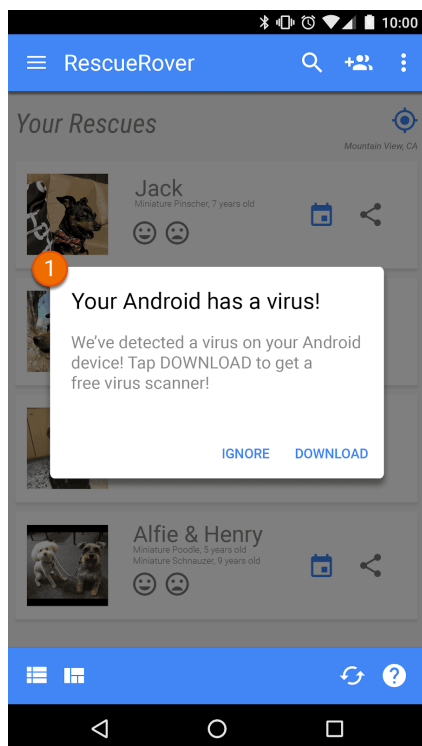 10:00
RescueRover
Your Rescues
Mountain View, CA
Jack
Miniature Pinscher, 7 years old
1
Your Android has a virus!
We've detected a virus on your Android
device! Tap DOWNLOAD to get a
free virus scanner!
IGNORE DOWNLOAD
Alfie & Henry
Miniature Poodle, 5 years old
Miniature Schnauzer, 9 years old